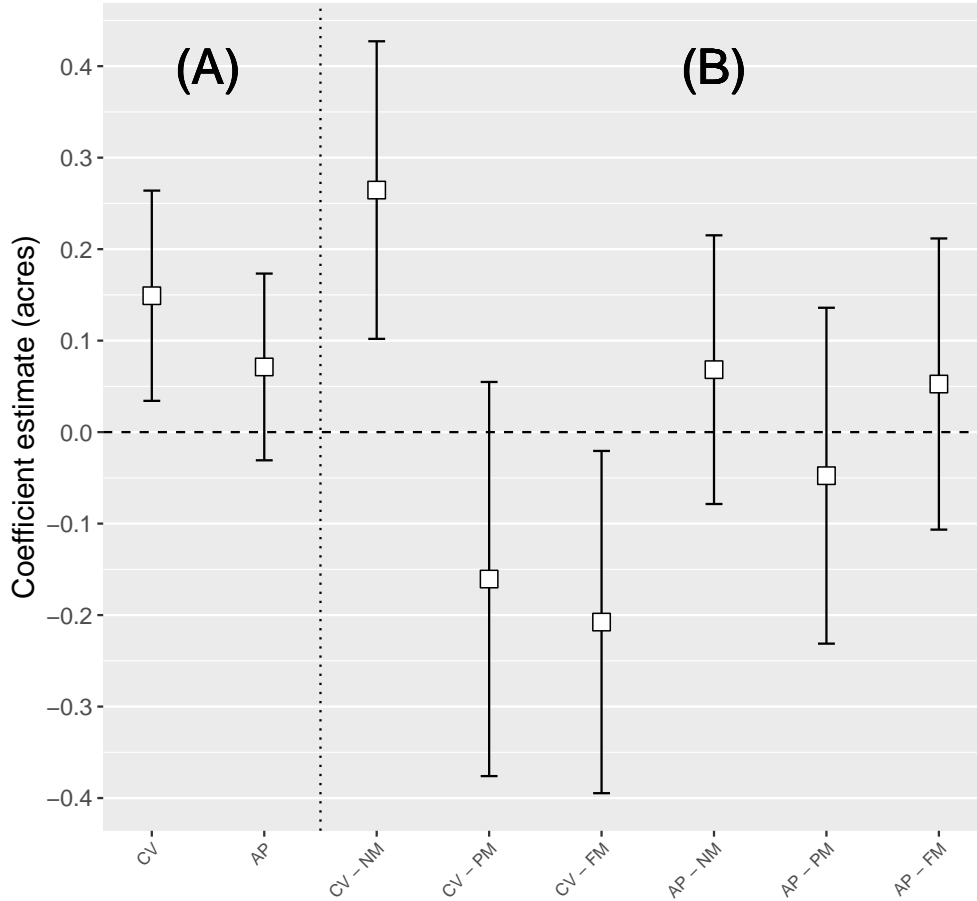 (A)
(B)
Coefficient estimate (acres)
0.4
0.3
0.2
0.1
0.0
−0.1
−0.2
−0.3
−0.4
CV
AP
CV − NM
CV − PM
CV − FM
AP − NM
AP − PM
AP − FM